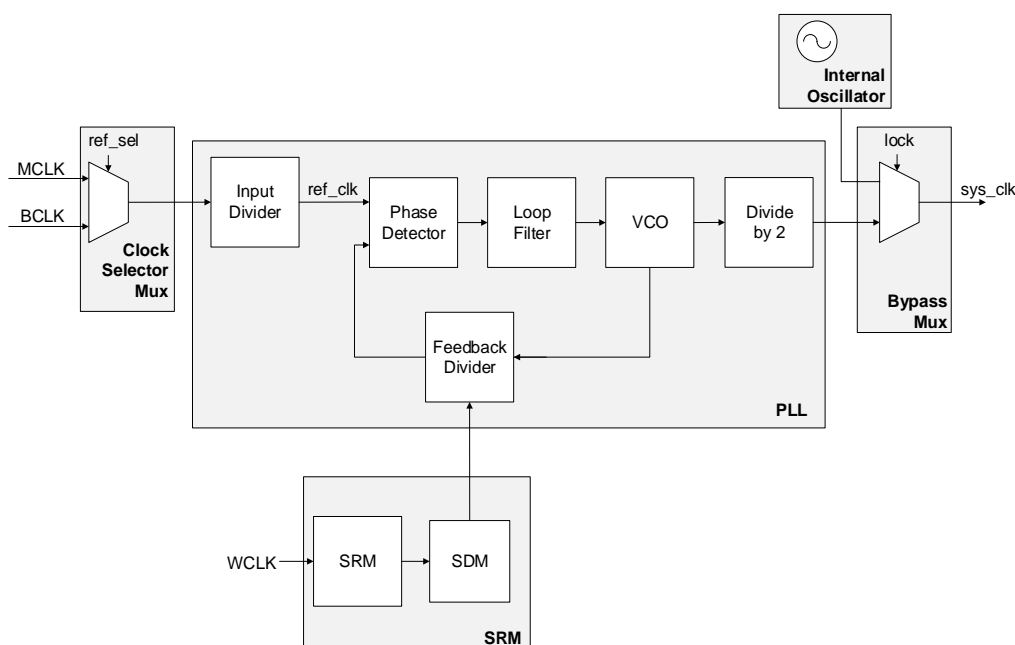 Internal
Oscillator
ref_sel
MCLK
BCLK
Clock
Selector
Mux
Input
Divider
ref_clk
Phase
Detector
Loop
Filter
VCO
Divide
by 2
Feedback
Divider
PLL
lock
sys_clk
Bypass
Mux
WCLK
SRM
SDM
SRM